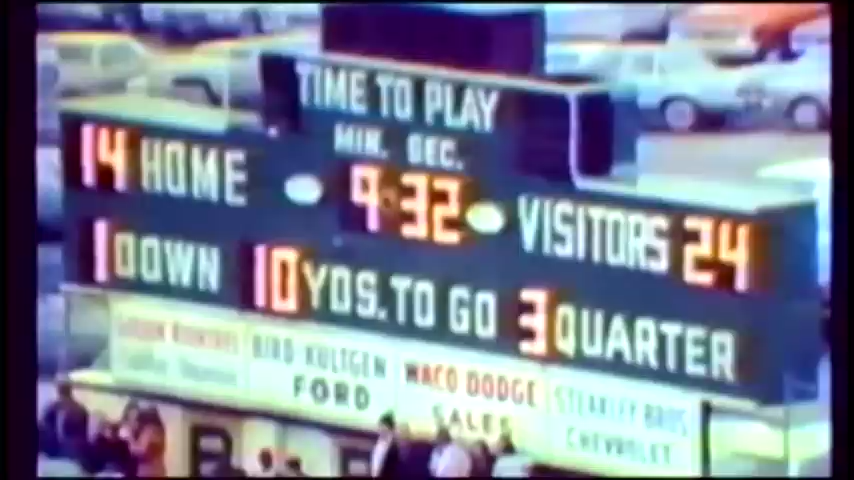 TIME TO PLAY
MIN. SEC.
14 HOME 9:32 VISITORS 24
1 DOWN 10 YDS. TO GO 3 QUARTER
BIRD-KULTGEN FORD
WACO DODGE SALES
BROS CHEVROLET